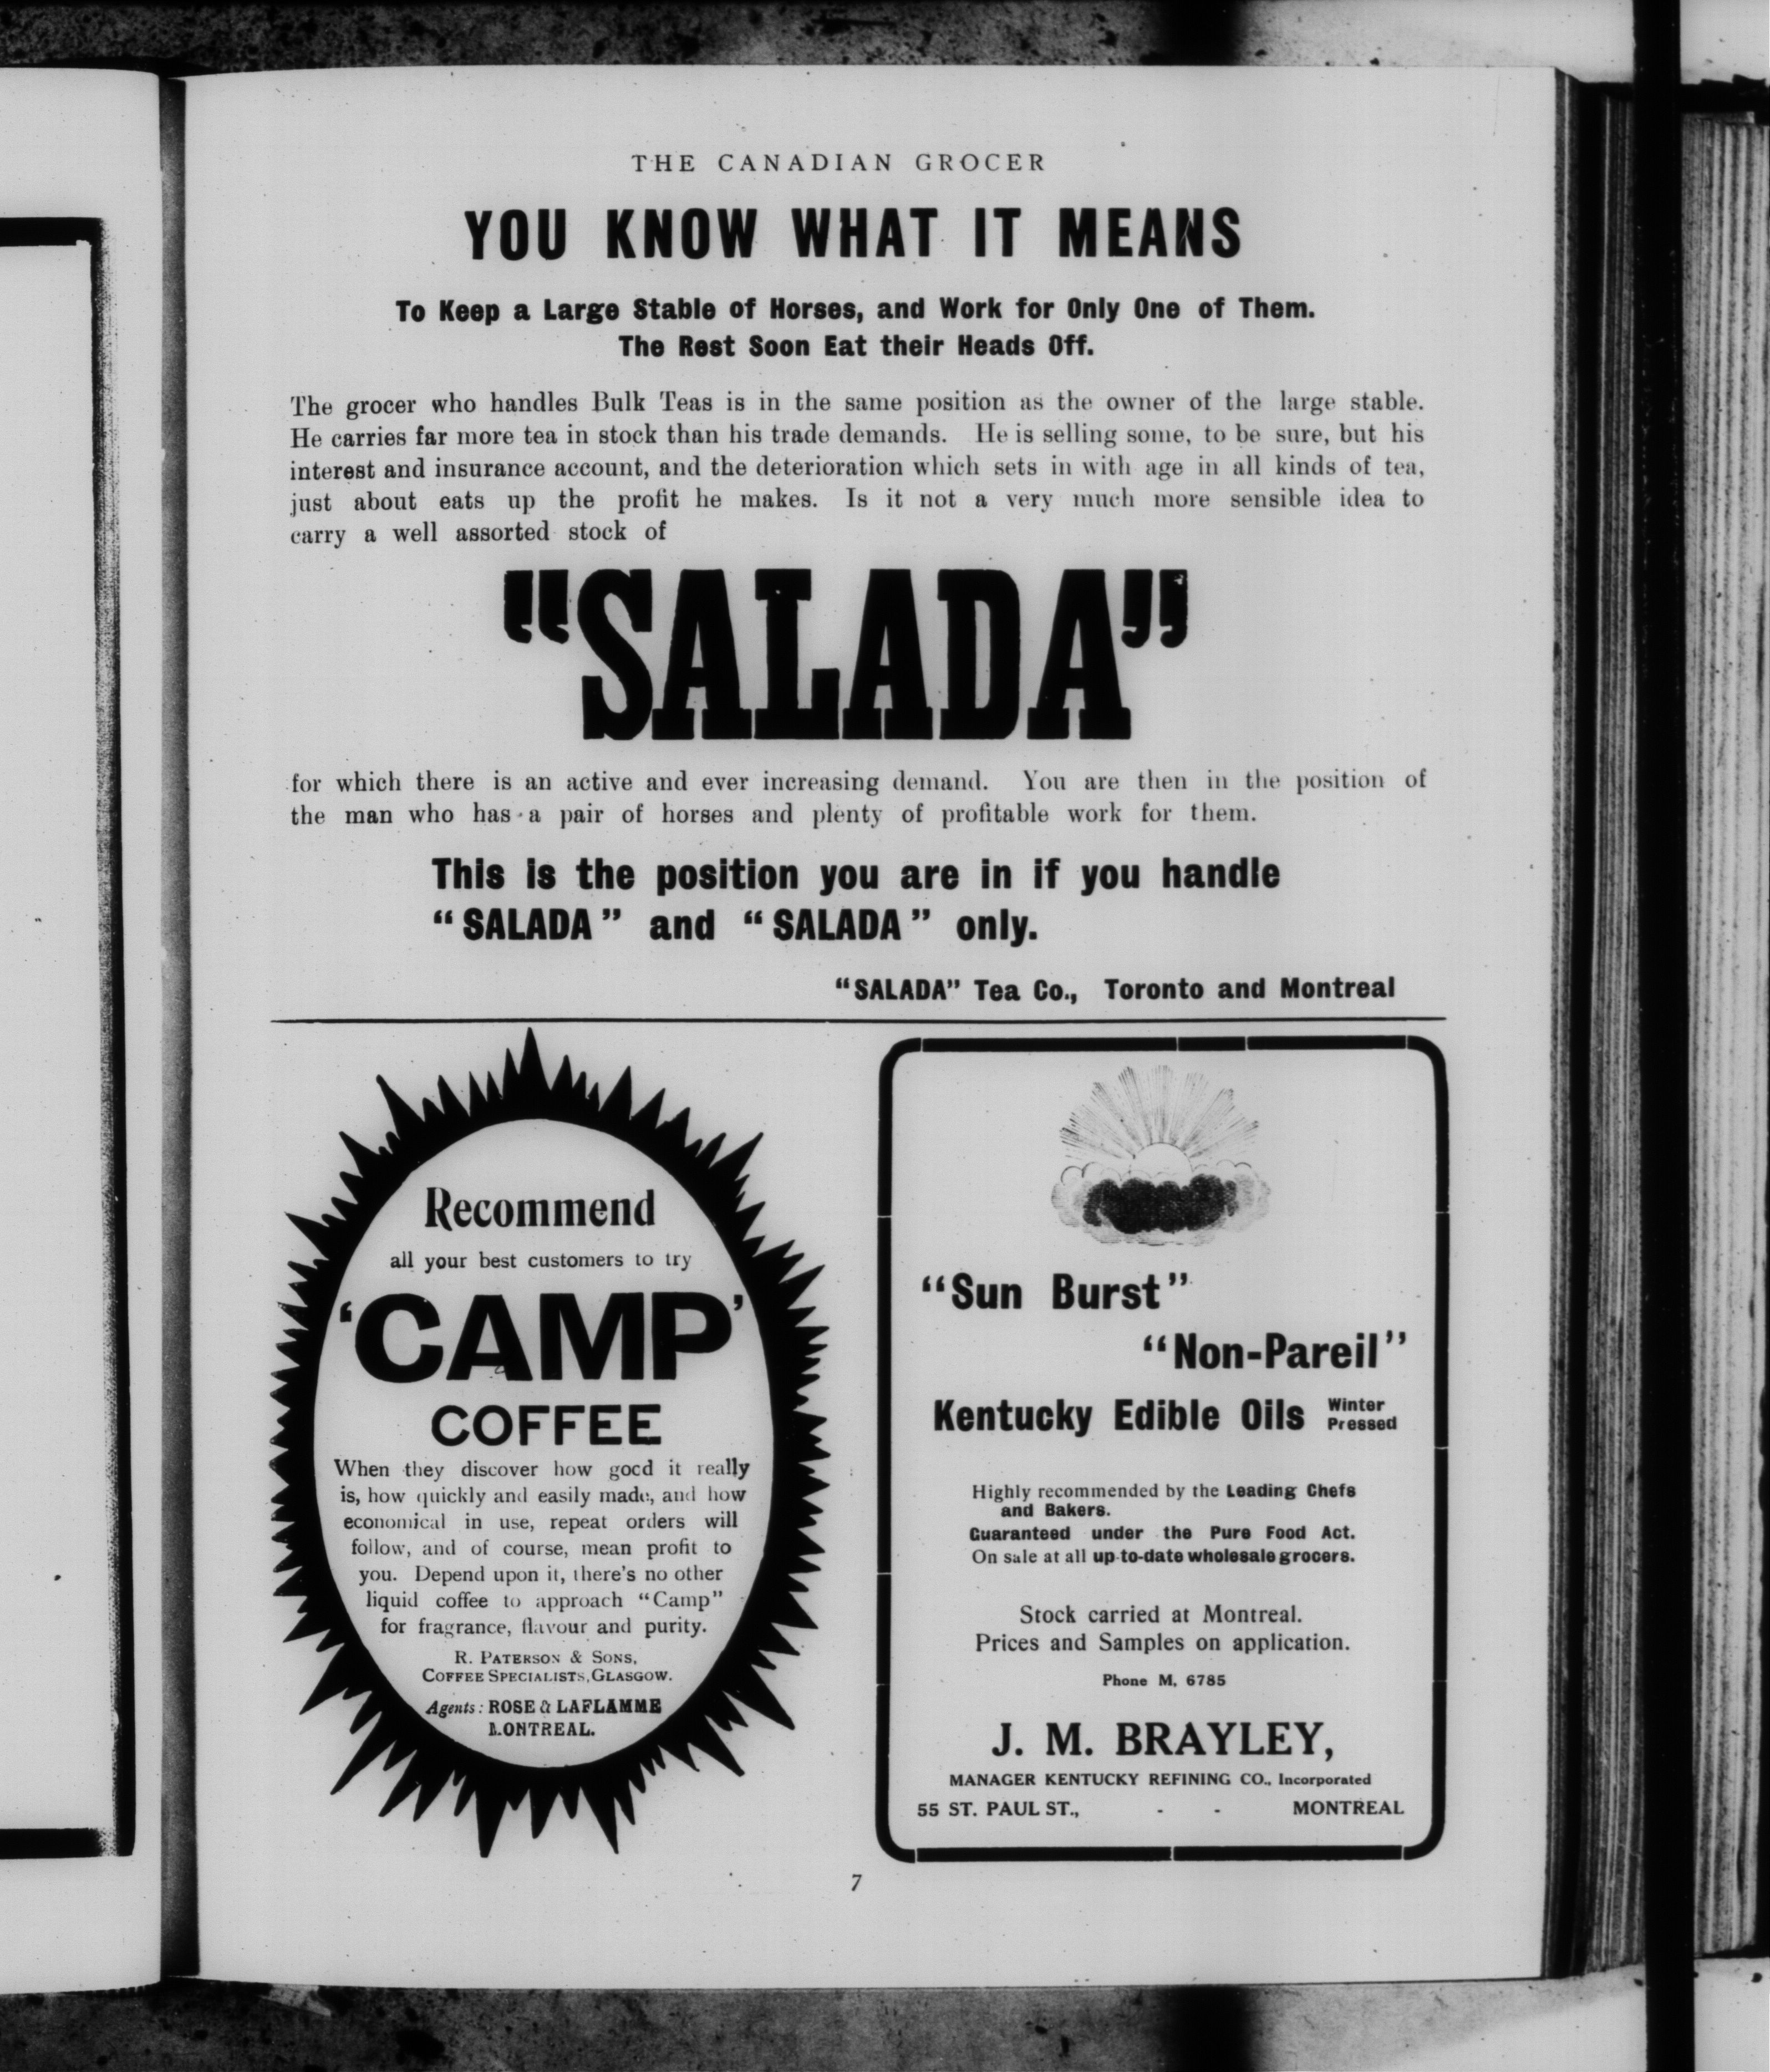 THE CANADIAN GROCER
YOU KNOW WHAT IT MEANS
To Keep a Large Stable of Horses, and Work for Only One of Them.
The Rest Soon Eat their Heads Off.
The grocer who handles Bulk Teas is in the same position as the owner of the large stable.
He carries far more tea in stock than his trade demands. He is selling some, to be sure, but his
interest and insurance account, and the deterioration which sets in with age in all kinds of tea,
just about eats up the profit he makes. Is it not a very much more sensible idea to
carry a well assorted stock of
"SALADA"
for which there is an active and ever increasing demand. You are then in the position of
the man who has a pair of horses and plenty of profitable work for them.
This is the position you are in if you handle
"SALADA" and "SALADA" only.
"SALADA" Tea Co., Toronto and Montreal
Recommend
all your best customers to try
'CAMP'
COFFEE
When they discover how good it really
is, how quickly and easily made, and how
economical in use, repeat orders will
follow, and of course, mean profit to
you. Depend upon it, there's no other
liquid coffee to approach "Camp"
for fragrance, flavour and purity.
R. PATERSON & SONS,
COFFEE SPECIALISTS, GLASGOW.
Agents: ROSE & LAFLAMME
MONTREAL.
"Sun Burst"
"Non-Pareil"
Kentucky Edible Oils Winter
Pressed
Highly recommended by the Leading Chefs
and Bakers.
Guaranteed under the Pure Food Act.
On sale at all up-to-date wholesale grocers.
Stock carried at Montreal.
Prices and Samples on application.
Phone M. 6785
J. M. BRAYLEY,
MANAGER KENTUCKY REFINING CO., Incorporated
55 ST. PAUL ST., - - MONTREAL
7